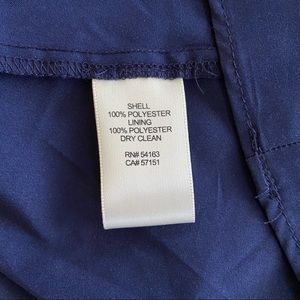 SHELL
100% POLYESTER
LINING
100% POLYESTER
DRY CLEAN
RN# 54163
CA# 57151